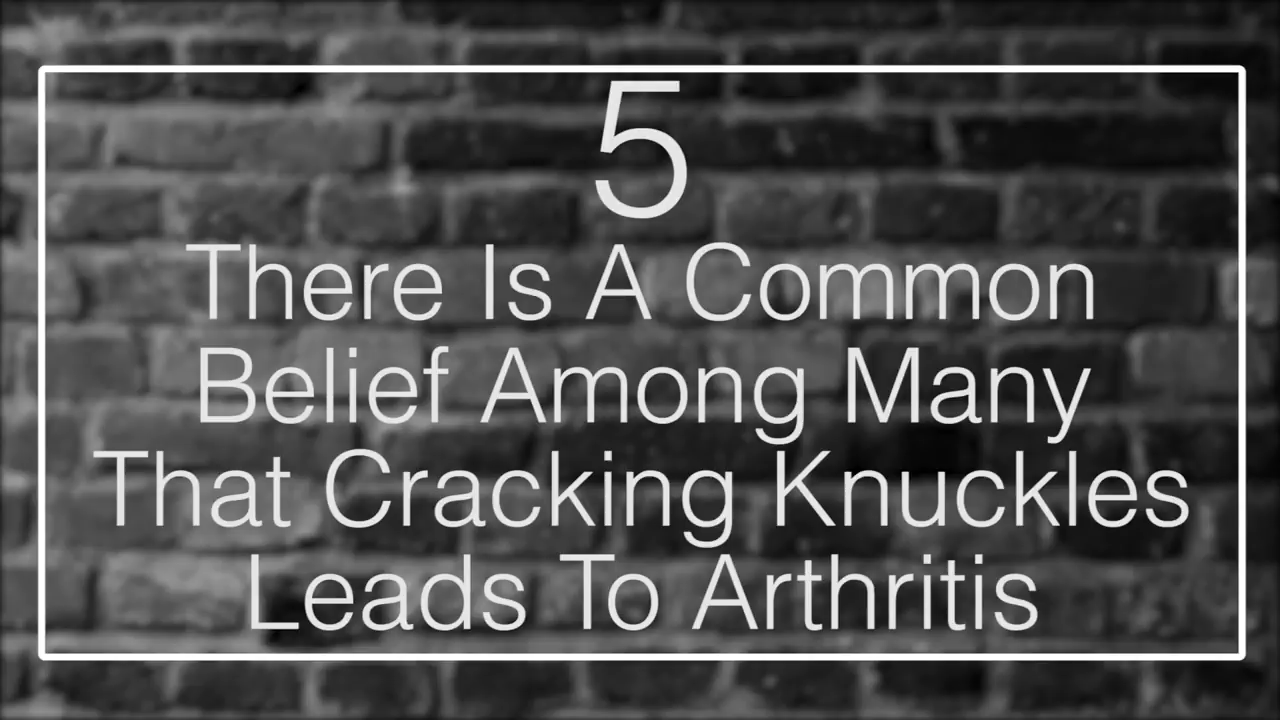 5
There Is A Common
Belief Among Many
That Cracking Knuckles
Leads To Arthritis